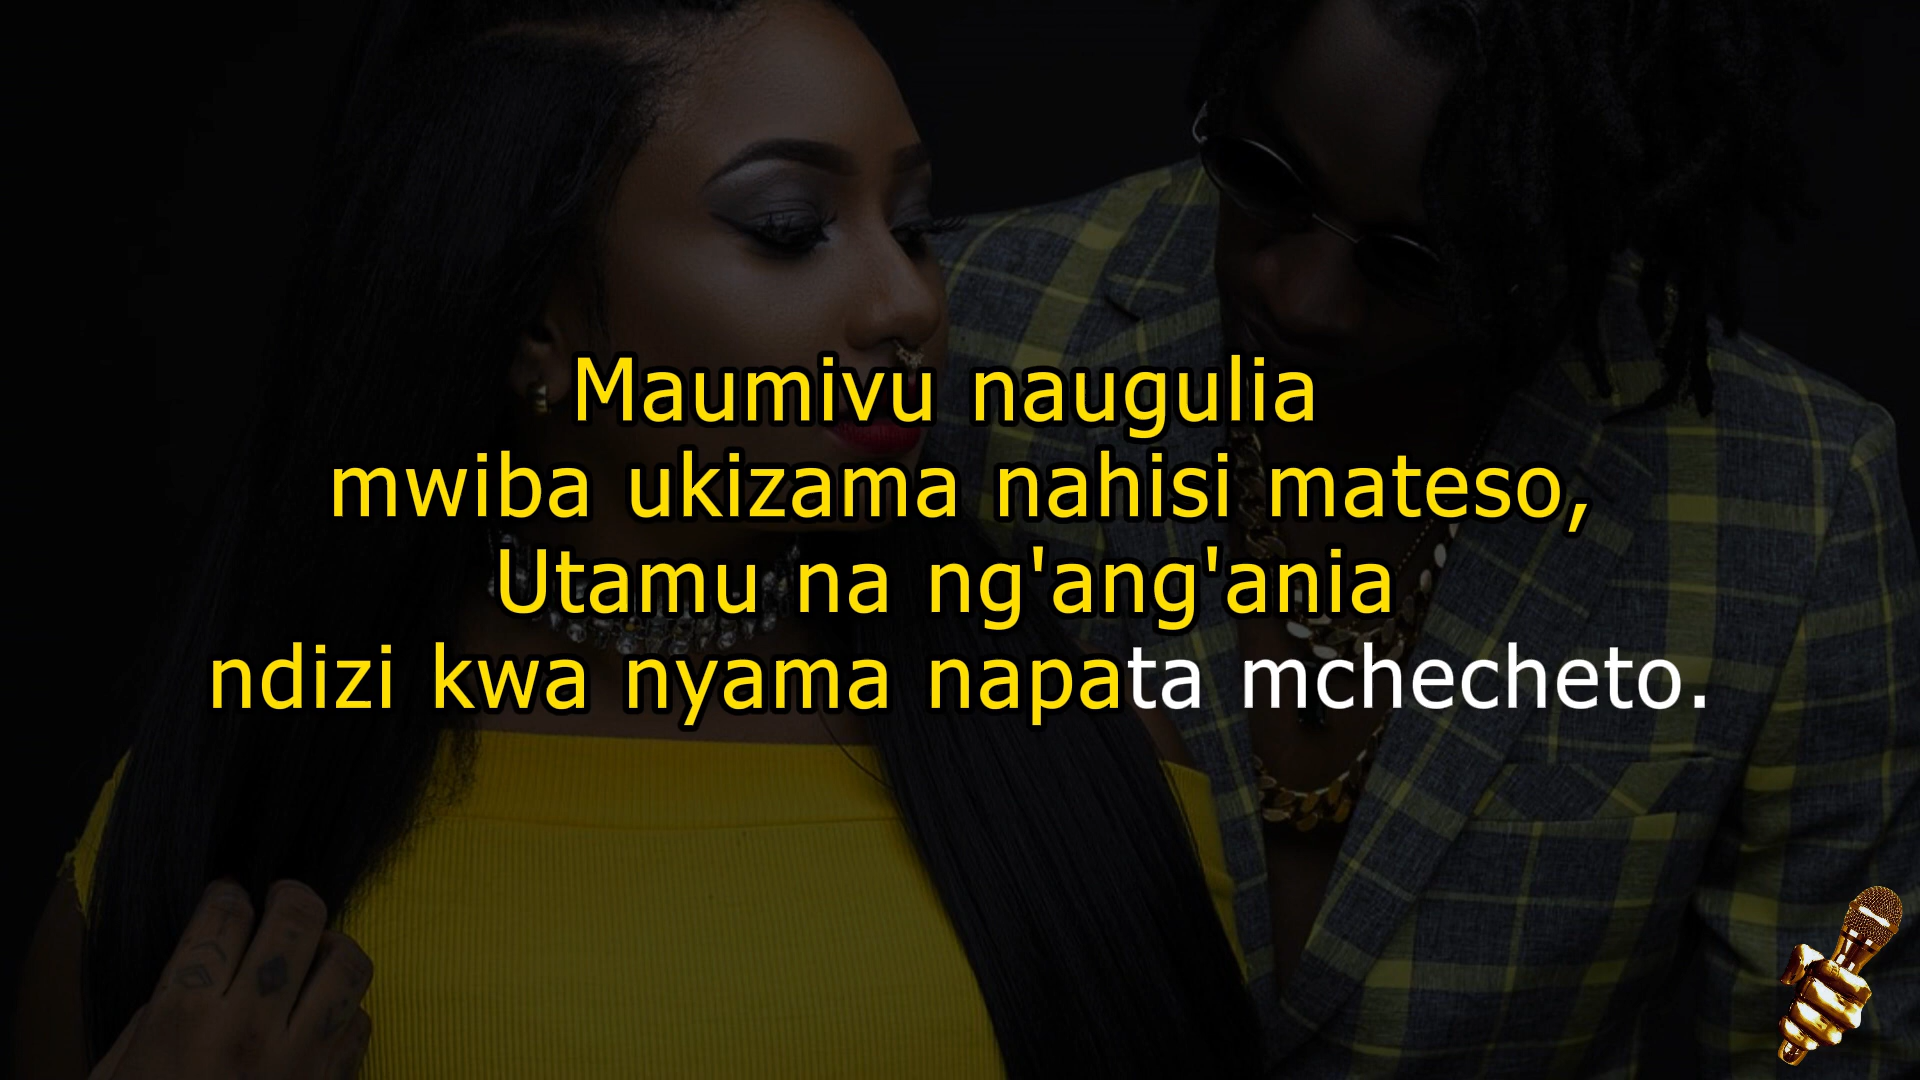 Maumivu naugulia
mwiba ukizama nahisi mateso,
Utamu na ng'ang'ania
ndizi kwa nyama napata mchecheto.